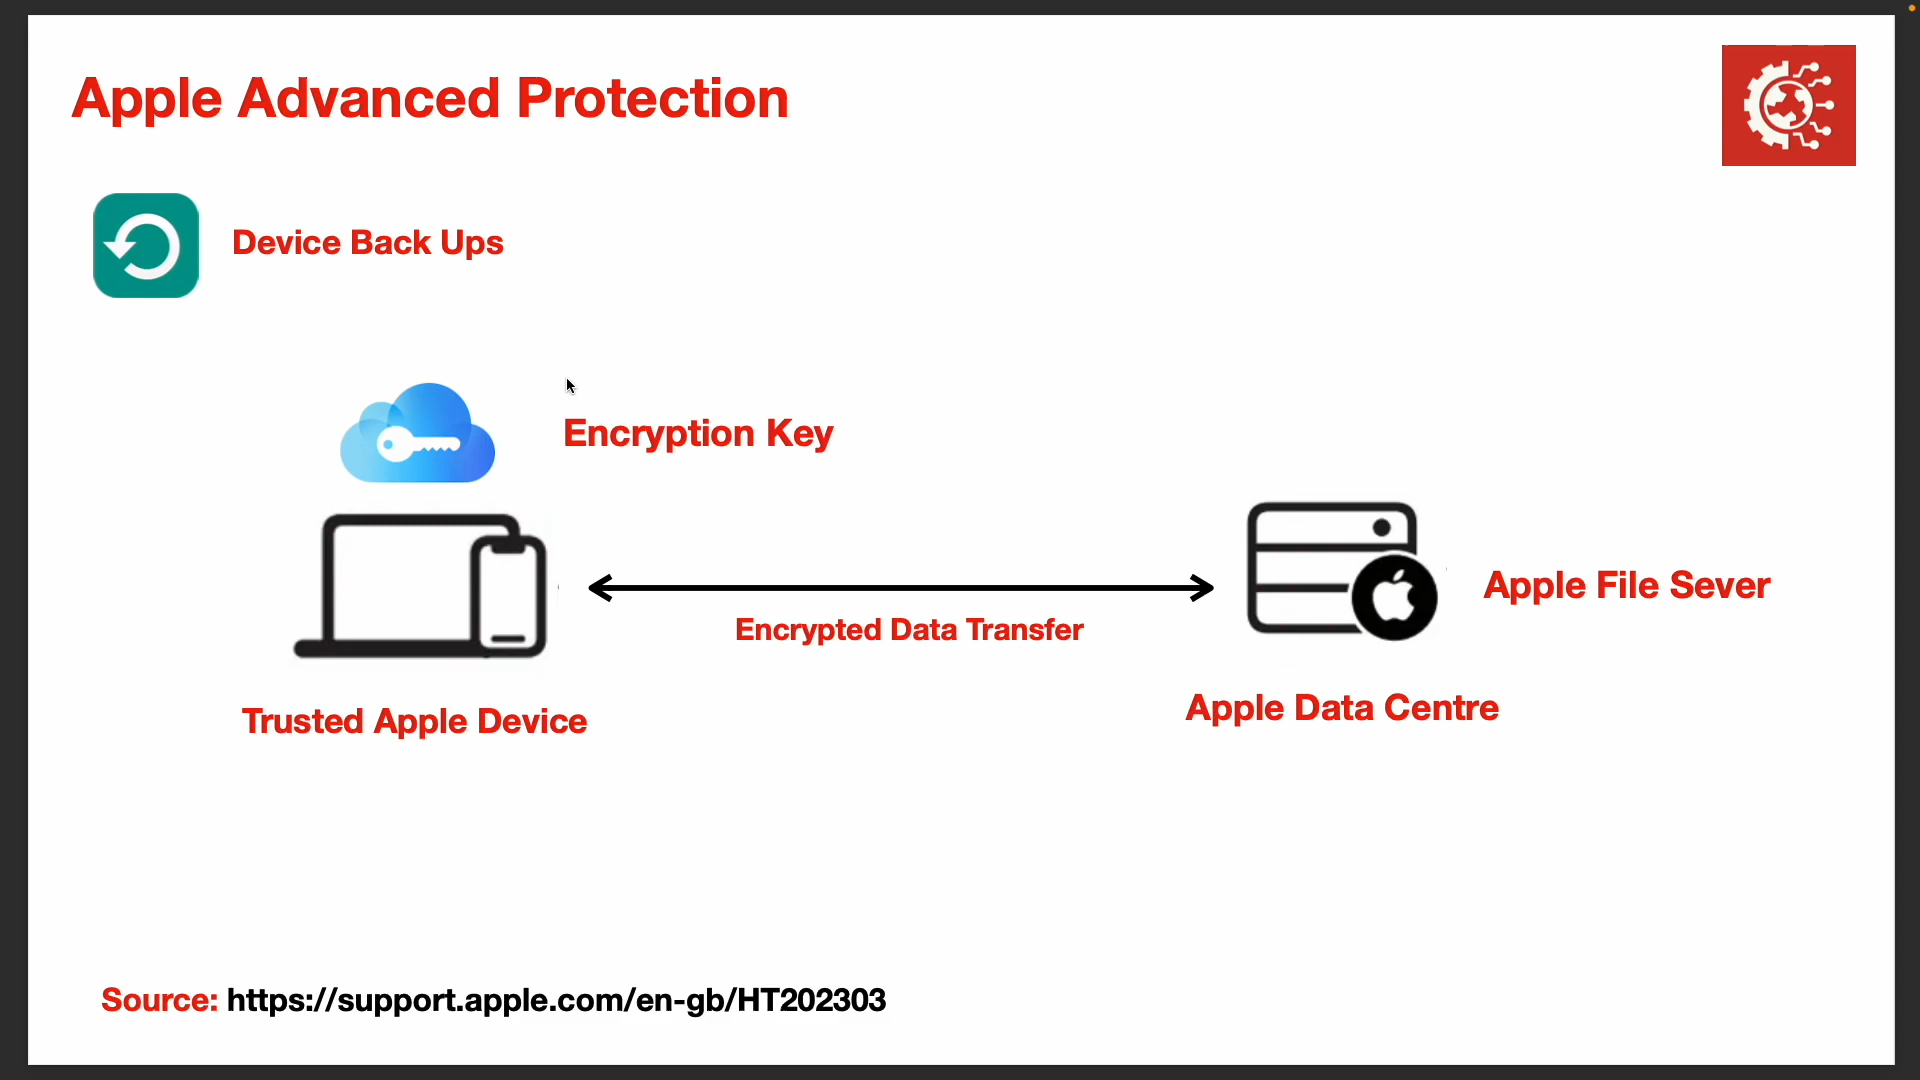 Apple Advanced Protection
Device Back Ups
Encryption Key
Apple File Sever
Encrypted Data Transfer
Trusted Apple Device
Apple Data Centre
Source: https://support.apple.com/en-gb/HT202303